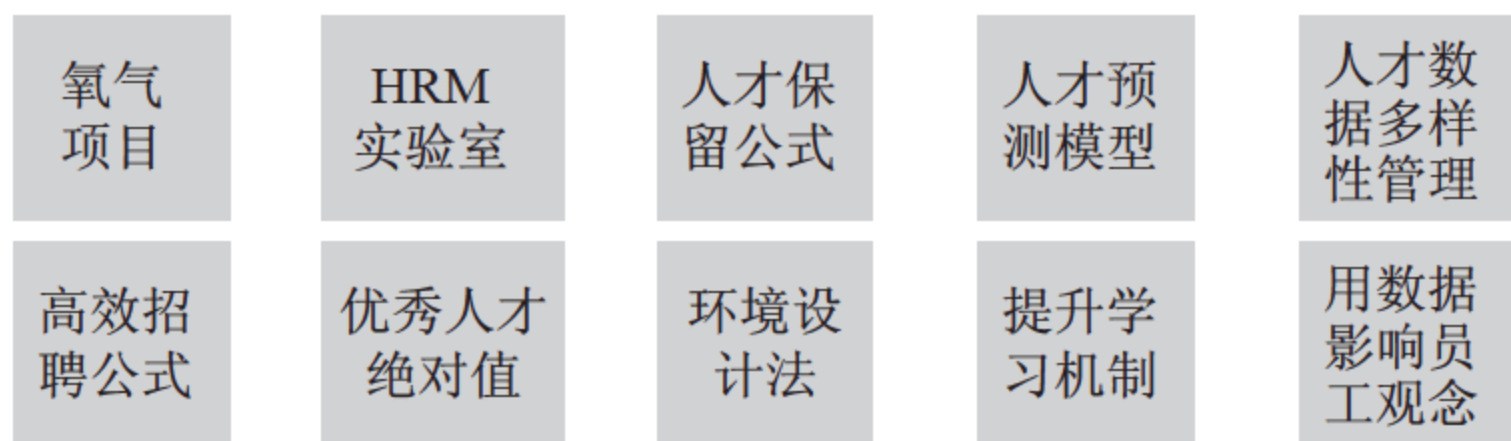 氧气
项目
HRM
实验室
人才保
留公式
人才预
测模型
人才数
据多样
性管理
高效招
聘公式
优秀人才
绝对值
环境设
计法
提升学
习机制
用数据
影响员
工观念